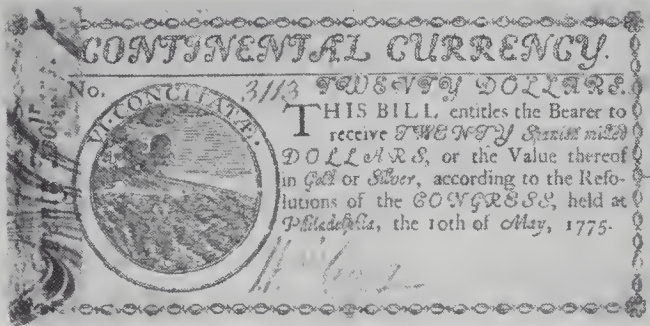 CONTINENTAL CURRENCY.
No. 3113 TWENTY DOLLARS.
VI. CONCITATÆ.
THIS BILL entitles the Bearer to
receive TWENTY Spanish milled
DOLLARS, or the Value thereof
in Gold or Silver, according to the Reso-
lutions of the CONGRESS, held at
Philadelphia, the 10th of May, 1775.